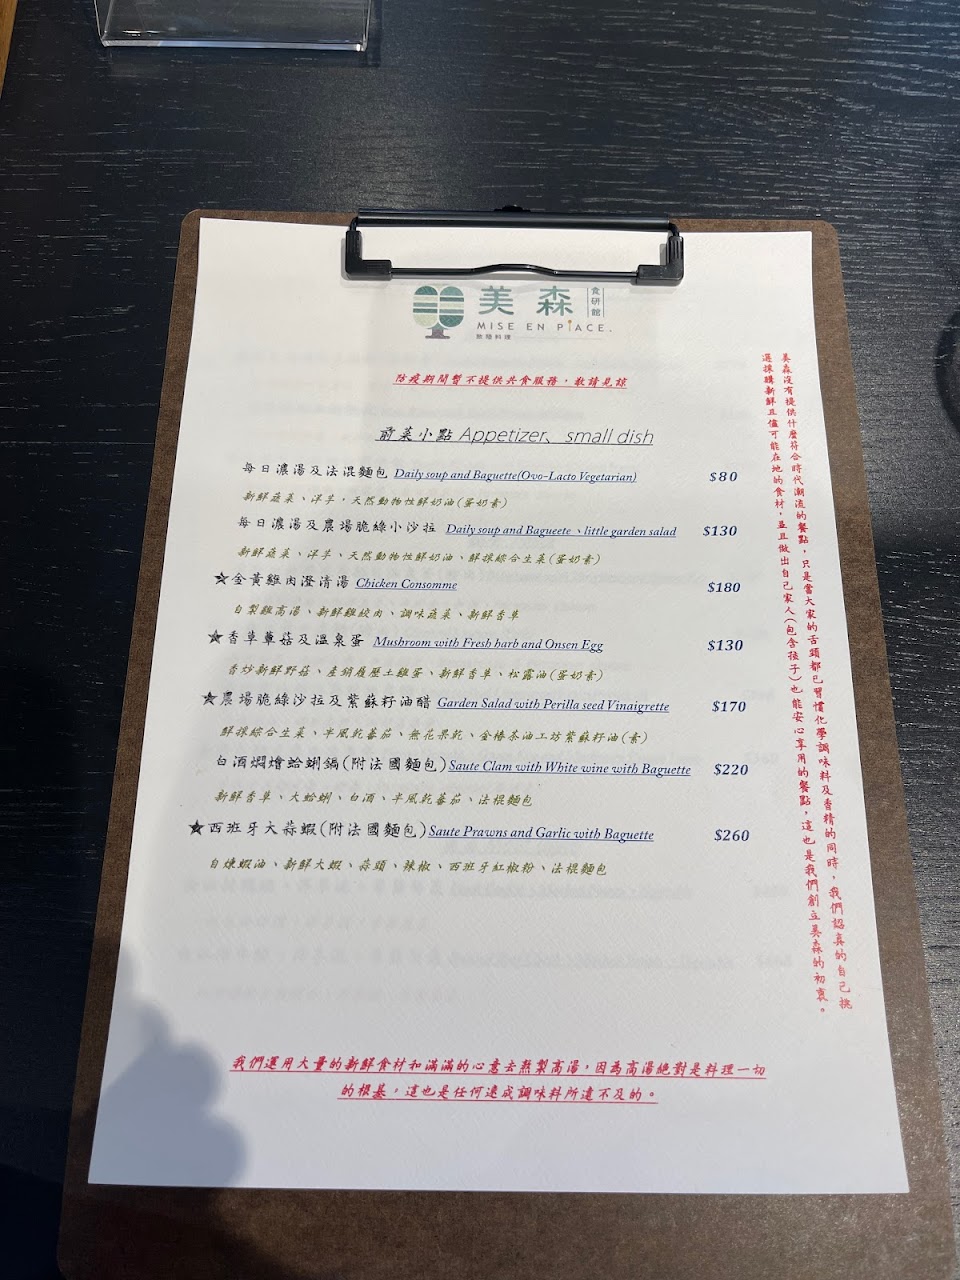 美森
食研館
MISE EN PLACE.
無隱料理
防疫期間暫不提供共食服務，敬請見諒
前菜小點 Appetizer、small dish
每日濃湯及法混麵包 Daily soup and Baguette(Ovo-Lacto Vegetarian) $80
新鮮蔬菜、洋芋，天然動物性鮮奶油(蛋奶素)
每日濃湯及農場脆綠小沙拉 Daily soup and Bagueete、little garden salad $130
新鮮蔬菜、洋芋、天然動物性鮮奶油、鮮採綜合生菜(蛋奶素)
★金黃雞肉澄清湯 Chicken Consomme $180
自製雞高湯、新鮮雞絞肉、調味蔬菜、新鮮香草
★香草蕈菇及溫泉蛋 Mushroom with Fresh harb and Onsen Egg $130
香炒新鮮野菇、產銷履歷土雞蛋、新鮮香草、松露油(蛋奶素)
★農場脆綠沙拉及紫蘇籽油醋 Garden Salad with Perilla seed Vinaigrette $170
鮮採綜合生菜、半風乾蕃茄、無花果乾、金椿茶油工坊紫蘇籽油(素)
白酒燜燴蛤蜊鍋(附法國麵包) Saute Clam with White wine with Baguette $220
新鮮香草、大蛤蜊、白酒、半風乾蕃茄、法棍麵包
★西班牙大蒜蝦(附法國麵包) Saute Prawns and Garlic with Baguette $260
自煉蝦油、新鮮大蝦、蒜頭、辣椒、西班牙紅椒粉、法棍麵包
美森沒有提供什麼符合時代潮流的餐點，只是當大家的舌頭都已習慣化學調味料及香精的同時，我們認真的自己挑
選採購新鮮且儘可能在地的食材，並且做出自己家人(包含孩子)也能安心享用的餐點，這也是我們創立美森的初衷。
我們運用大量的新鮮食材和滿滿的心意去熬製高湯，因為高湯絕對是料理一切
的根基，這也是任何速成調味料所遠不及的。